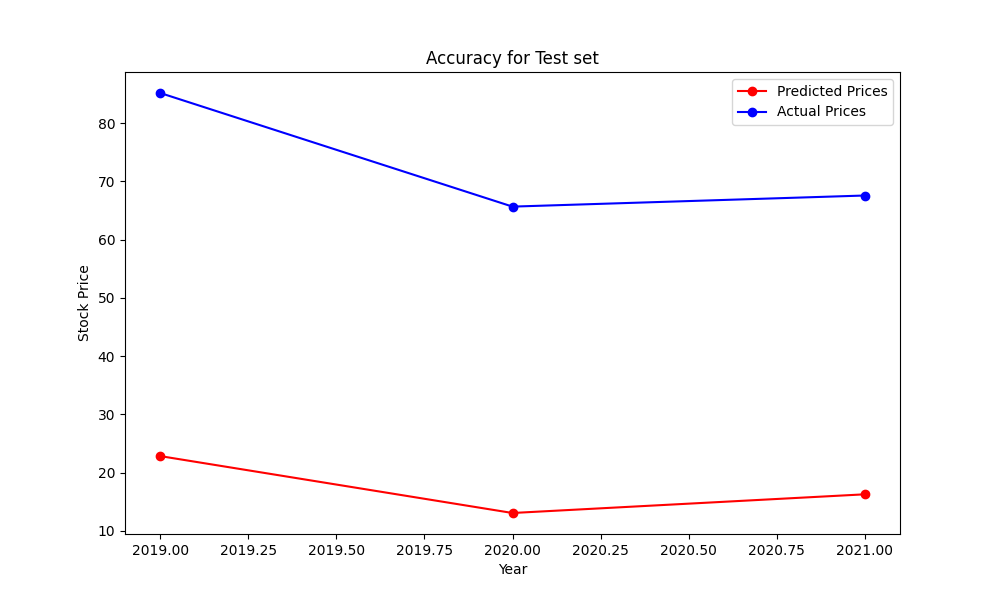 Accuracy for Test set
Predicted Prices
Actual Prices
80
70
60
50
40
30
20
10
Stock Price
2019.00 2019.25 2019.50 2019.75 2020.00 2020.25 2020.50 2020.75 2021.00
Year